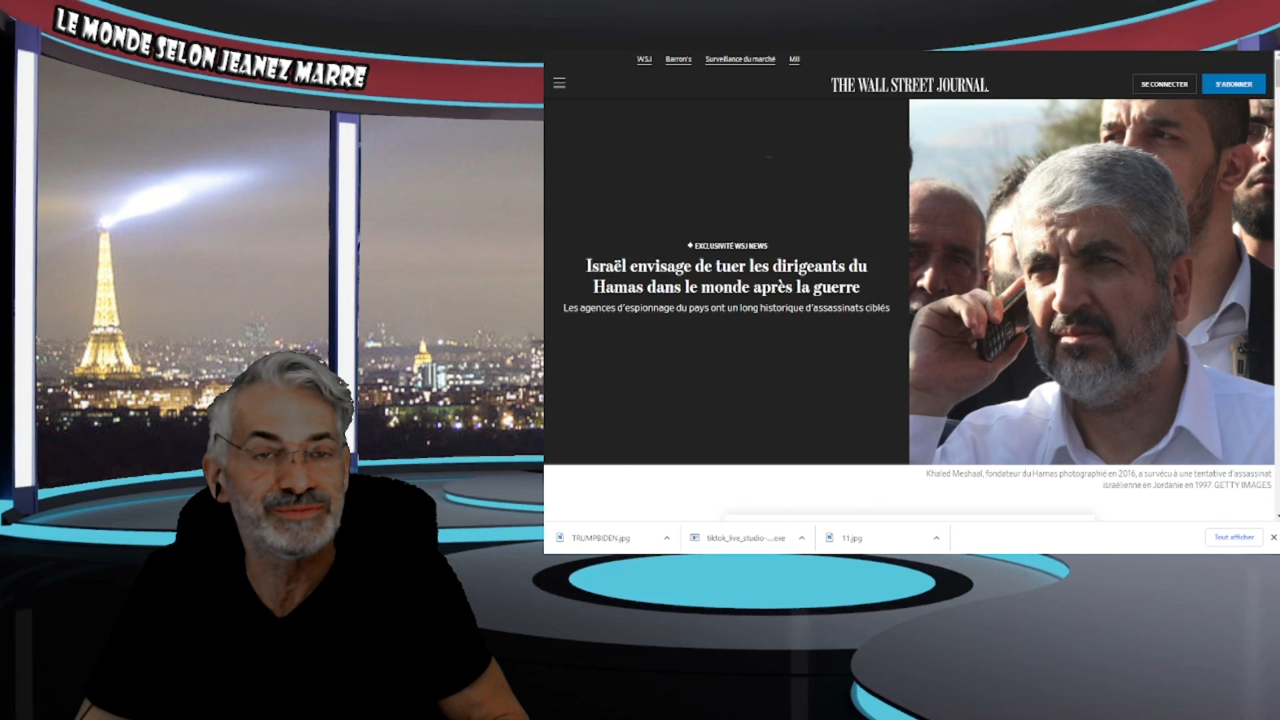 LE MONDE SELON JEANEZ MARRE
WSJ Barron's Surveillance du marché MII
THE WALL STREET JOURNAL.
SE CONNECTER
S'ABONNER
EXCLUSIVITÉ WSJ NEWS
Israël envisage de tuer les dirigeants du
Hamas dans le monde après la guerre
Les agences d'espionnage du pays ont un long historique d'assassinats ciblés
Khaled Meshaal, fondateur du Hamas photographié en 2016, a survécu à une tentative d'assassinat
israélienne en Jordanie en 1997. GETTY IMAGES
TRUMPBIDEN.jpg
tiktok_live_studio-....exe
11.jpg
Tout afficher